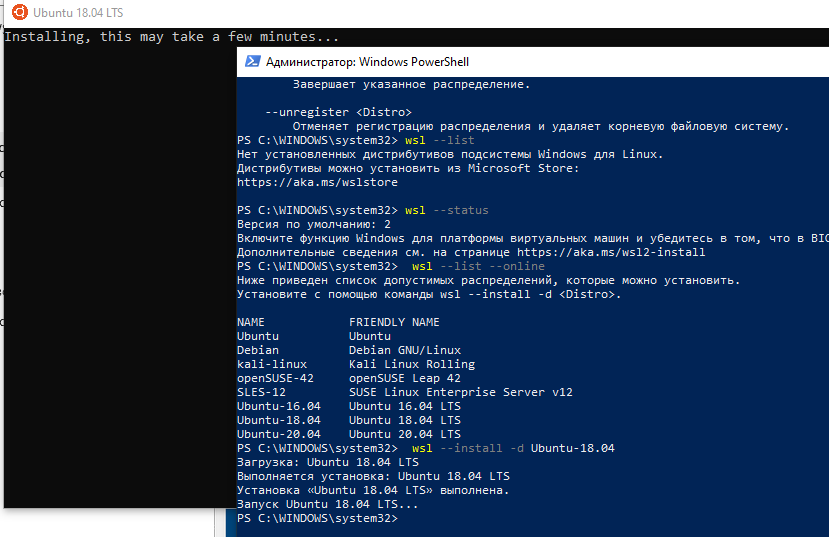 Ubuntu 18.04 LTS
Installing, this may take a few minutes...
Администратор: Windows PowerShell
Завершает указанное распределение.
--unregister <Distro>
Отменяет регистрацию распределения и удаляет корневую файловую систему.
PS C:\WINDOWS\system32> wsl --list
Нет установленных дистрибутивов подсистемы Windows для Linux.
Дистрибутивы можно установить из Microsoft Store:
https://aka.ms/wslstore
PS C:\WINDOWS\system32> wsl --status
Версия по умолчанию: 2
Включите функцию Windows для платформы виртуальных машин и убедитесь в том, что в
Дополнительные сведения см. на странице https://aka.ms/wsl2-install
PS C:\WINDOWS\system32>  wsl --list --online
Ниже приведен список допустимых распределений, которые можно установить.
Установите с помощью команды wsl --install -d <Distro>.
NAME            FRIENDLY NAME
Ubuntu          Ubuntu
Debian          Debian GNU/Linux
kali-linux      Kali Linux Rolling
openSUSE-42     openSUSE Leap 42
SLES-12         SUSE Linux Enterprise Server v12
Ubuntu-16.04    Ubuntu 16.04 LTS
Ubuntu-18.04    Ubuntu 18.04 LTS
Ubuntu-20.04    Ubuntu 20.04 LTS
PS C:\WINDOWS\system32>  wsl --install -d Ubuntu-18.04
Загрузка: Ubuntu 18.04 LTS
Выполняется установка: Ubuntu 18.04 LTS
Установка «Ubuntu 18.04 LTS» выполнена.
Запуск Ubuntu 18.04 LTS...
PS C:\WINDOWS\system32>